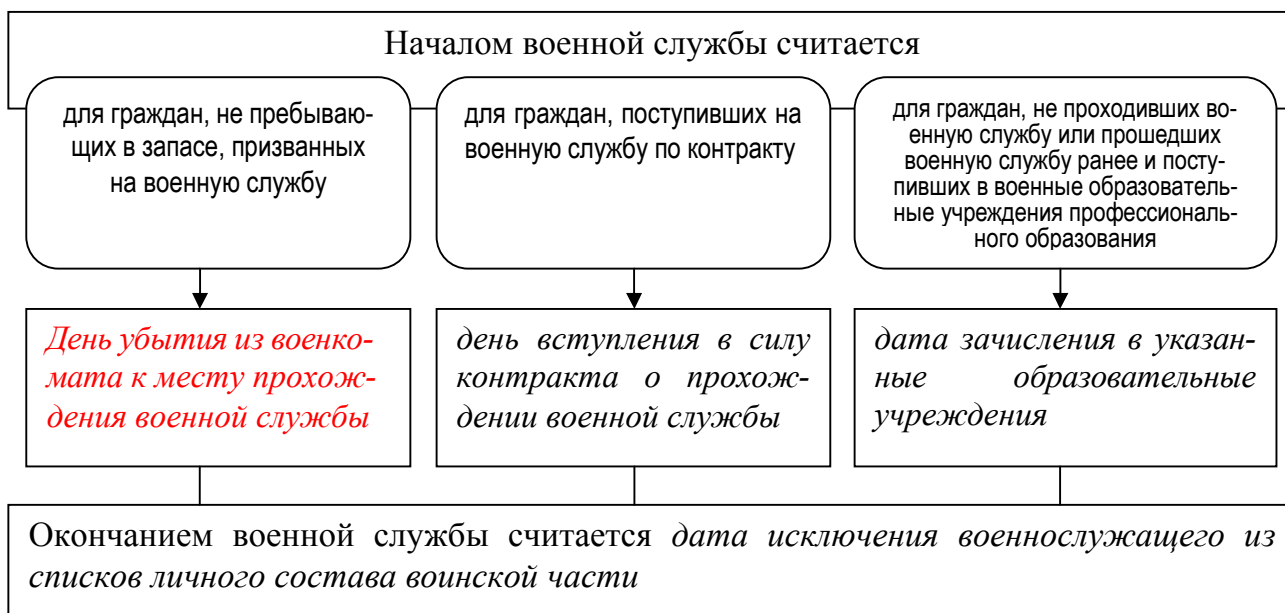 Началом военной службы считается
для граждан, не пребываю-
щих в запасе, призванных
на военную службу
для граждан, поступивших на
военную службу по контракту
для граждан, не проходивших во-
енную службу или прошедших
военную службу ранее и посту-
пивших в военные образователь-
ные учреждения профессиональ-
ного образования
День убытия из военко-
мата к месту прохож-
дения военной службы
день вступления в силу
контракта о прохож-
дении военной службы
дата зачисления в указан-
ные образовательные
учреждения
Окончанием военной службы считается дата исключения военнослужащего из
списков личного состава воинской части